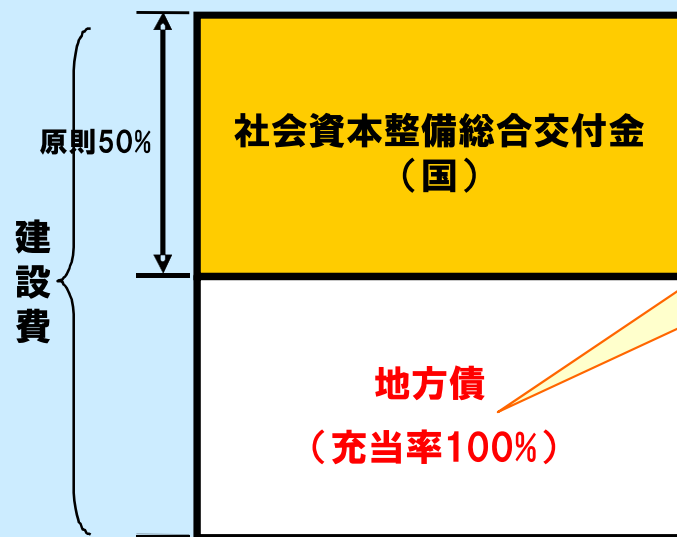 原則50%
社会資本整備総合交付金
（国）
建設費
地方債
（充当率100%）